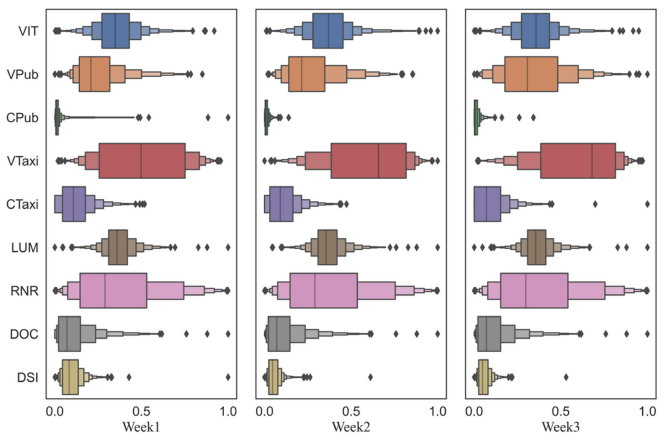 VIT
VPub
CPub
VTaxi
CTaxi
LUM
RNR
DOC
DSI
0.0 0.5 1.0 0.0 0.5 1.0 0.0 0.5 1.0
Week1 Week2 Week3